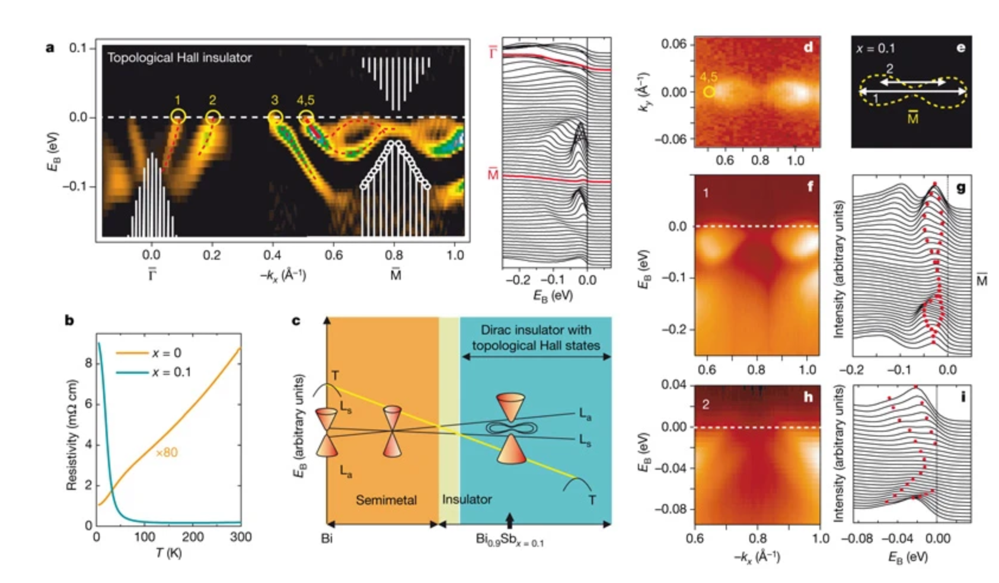 a
0.1
0.0
−0.1
E_B (eV)
Topological Hall insulator
1
2
3
4,5
0.0
0.2
0.4
0.6
0.8
1.0
Γ̅
−k_x (Å⁻¹)
M̅
Γ̅
M̅
−0.2
−0.1
0.0
E_B (eV)
d
0.06
0.00
−0.06
k_y (Å⁻¹)
4,5
0.6
0.8
1.0
e
x = 0.1
2
1
M̅
f
1
0.0
−0.1
−0.2
E_B (eV)
0.6
0.8
1.0
g
Intensity (arbitrary units)
M̅
−0.2
−0.1
0.0
b
8
6
4
2
0
Resistivity (mΩ cm)
x = 0
x = 0.1
×80
0
100
200
300
T (K)
c
E_B (arbitrary units)
Dirac insulator with
topological Hall states
T
L_s
L_a
L_a
L_s
T
Semimetal
Insulator
Bi
Bi₀.₉Sb_x = 0.1
h
2
0.04
0.00
−0.04
−0.08
E_B (eV)
0.6
0.8
1.0
−k_x (Å⁻¹)
i
Intensity (arbitrary units)
−0.08
−0.04
0.00
E_B (eV)